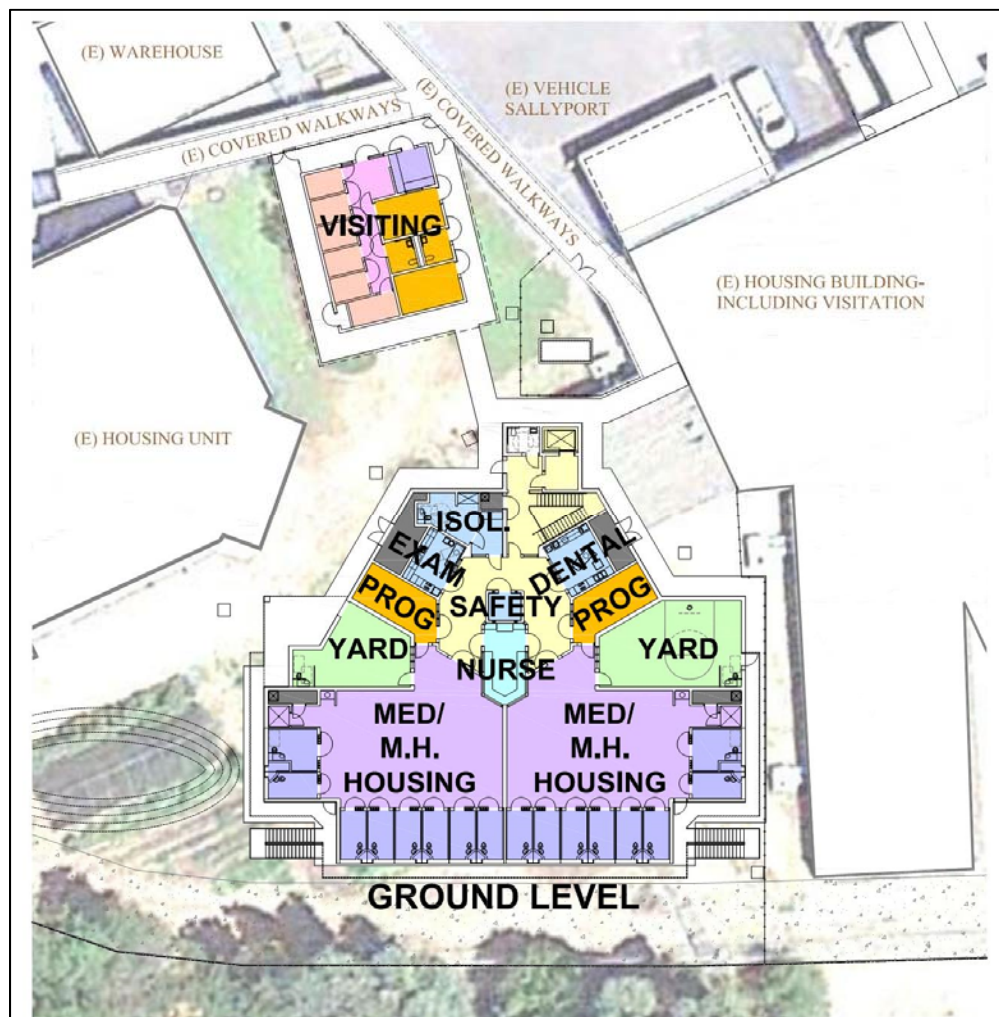 (E) WAREHOUSE
(E) COVERED WALKWAYS
(E) COVERED WALKWAYS
(E) VEHICLE
SALLYPORT
VISITING
(E) HOUSING BUILDING-
INCLUDING VISITATION
(E) HOUSING UNIT
ISOL.
EXAM
DENTAL
PROG
SAFETY
PROG
YARD
NURSE
YARD
MED/
M.H.
HOUSING
MED/
M.H.
HOUSING
GROUND LEVEL